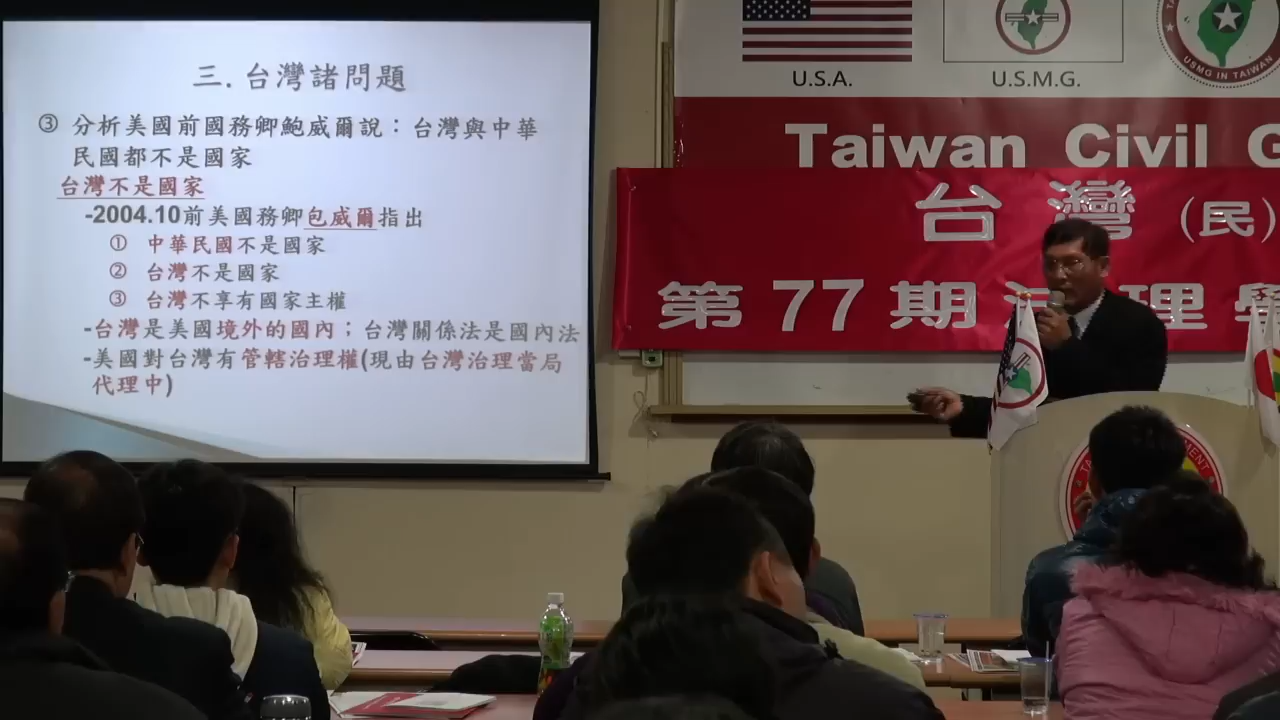 三. 台灣諸問題
③ 分析美國前國務卿鮑威爾說：台灣與中華
民國都不是國家
台灣不是國家
-2004.10前美國務卿包威爾指出
① 中華民國不是國家
② 台灣不是國家
③ 台灣不享有國家主權
-台灣是美國境外的國內；台灣關係法是國內法
-美國對台灣有管轄治理權(現由台灣治理當局
代理中)
U.S.A.
U.S.M.G.
USMG IN TAIWAN
Taiwan Civil G
台灣(民)
第77期 理學